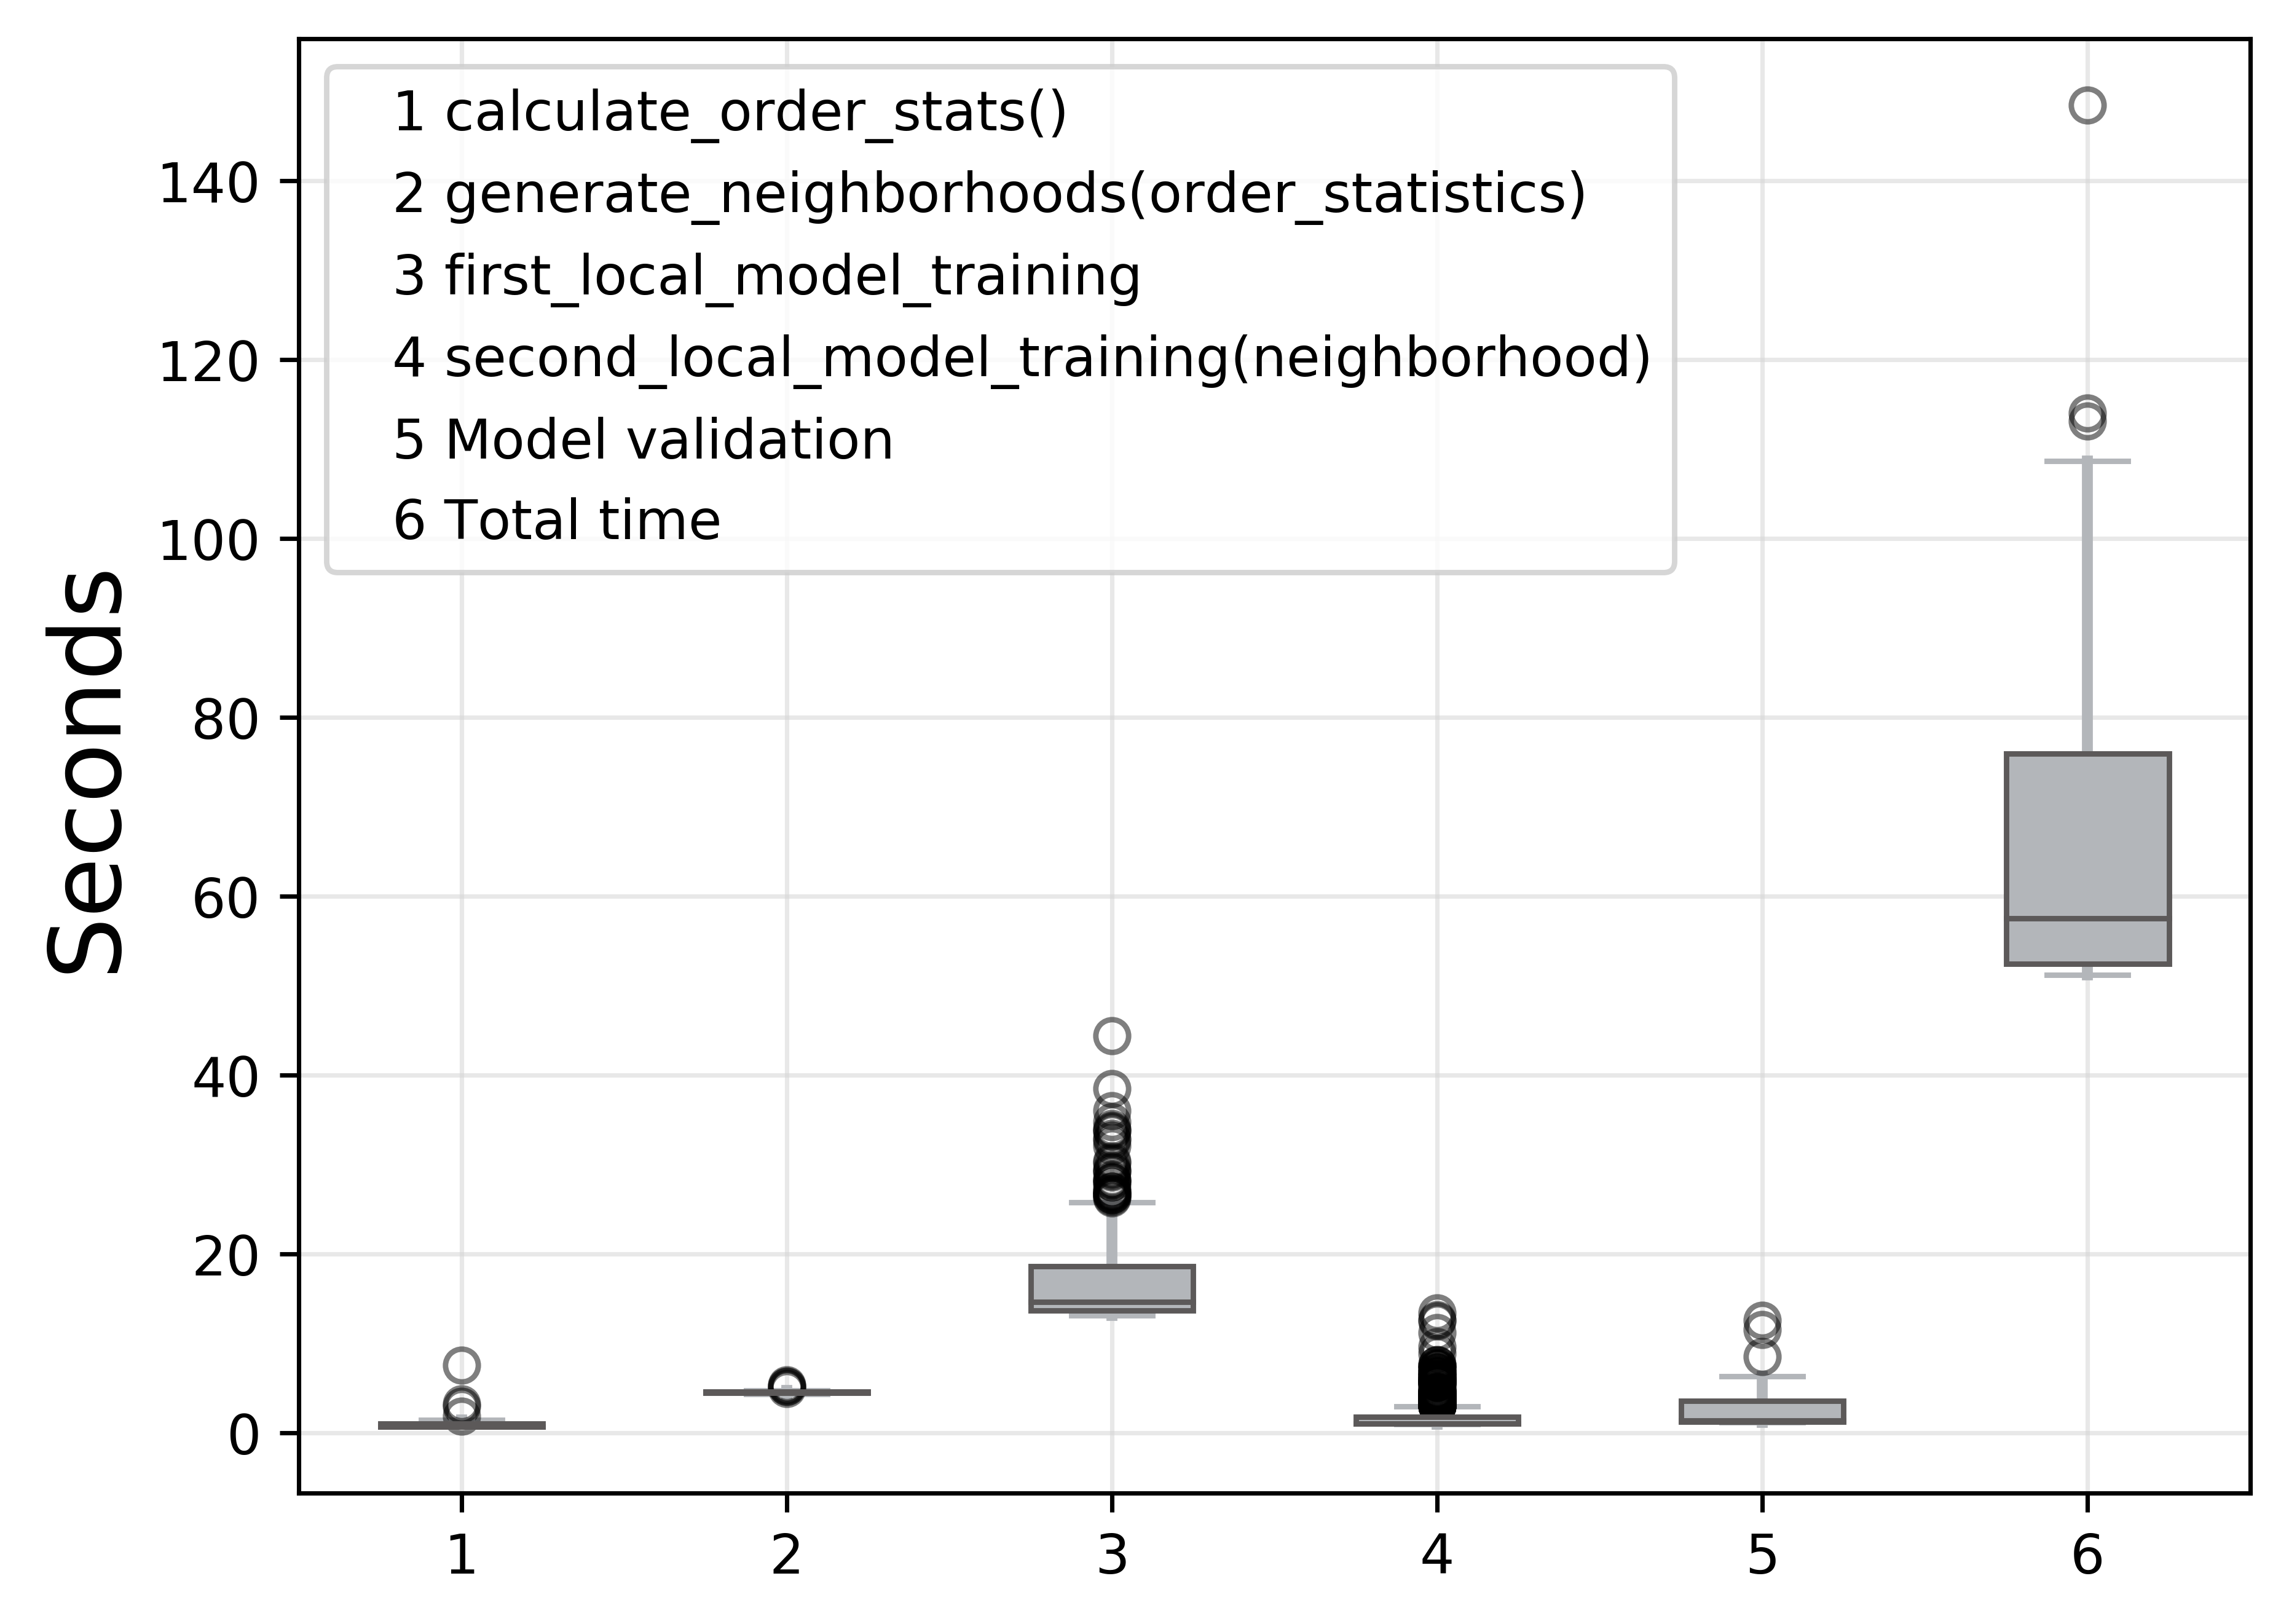 1 calculate_order_stats()
2 generate_neighborhoods(order_statistics)
3 first_local_model_training
4 second_local_model_training(neighborhood)
5 Model validation
6 Total time
Seconds
140
120
100
80
60
40
20
0
1 2 3 4 5 6